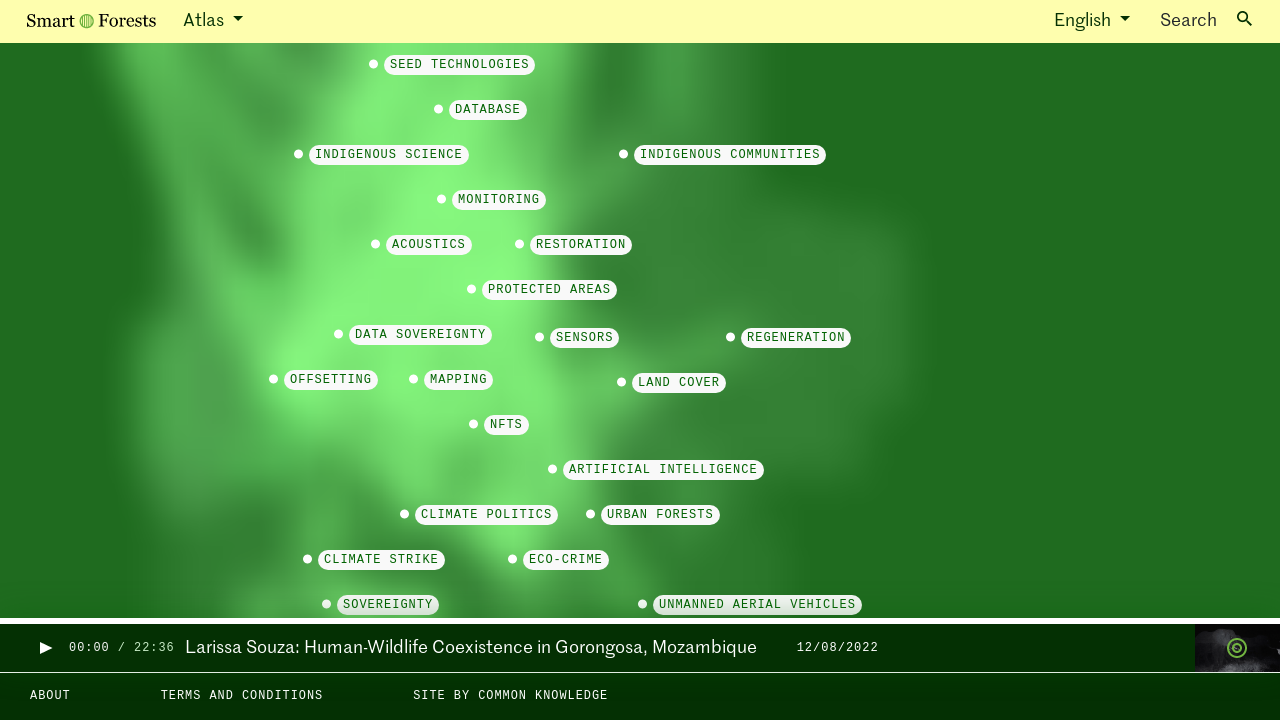 Smart Forests Atlas English Search
SEED TECHNOLOGIES
DATABASE
INDIGENOUS SCIENCE INDIGENOUS COMMUNITIES
MONITORING
ACOUSTICS RESTORATION
PROTECTED AREAS
DATA SOVEREIGNTY SENSORS REGENERATION
OFFSETTING MAPPING LAND COVER
NFTS
ARTIFICIAL INTELLIGENCE
CLIMATE POLITICS URBAN FORESTS
CLIMATE STRIKE ECO-CRIME
SOVEREIGNTY UNMANNED AERIAL VEHICLES
00:00 / 22:36 Larissa Souza: Human-Wildlife Coexistence in Gorongosa, Mozambique 12/08/2022
ABOUT TERMS AND CONDITIONS SITE BY COMMON KNOWLEDGE